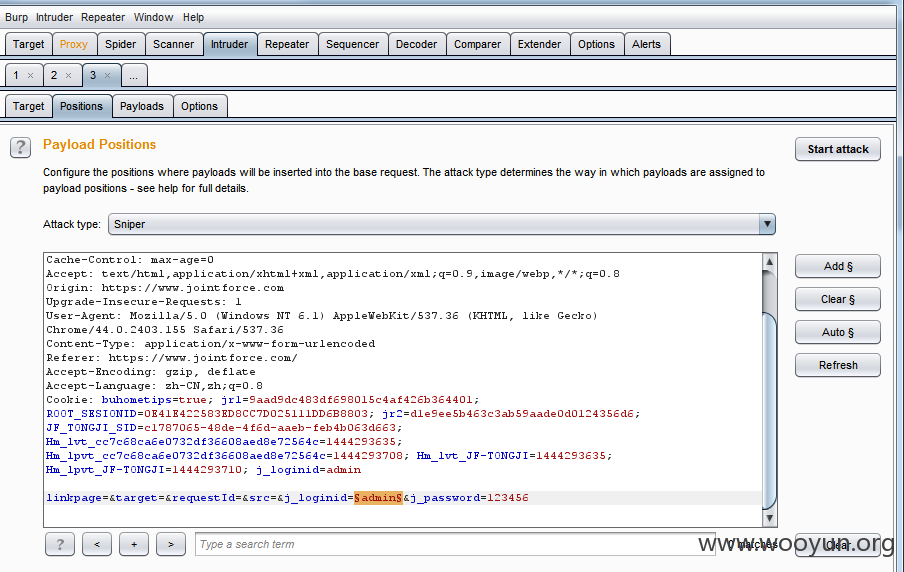 Burp Intruder Repeater Window Help
Target Proxy Spider Scanner Intruder Repeater Sequencer Decoder Comparer Extender Options Alerts
1 × 2 × 3 × ...
Target Positions Payloads Options
? Payload Positions Start attack
Configure the positions where payloads will be inserted into the base request. The attack type determines the way in which payloads are assigned to
payload positions - see help for full details.
Attack type: Sniper
Cache-Control: max-age=0
Accept: text/html,application/xhtml+xml,application/xml;q=0.9,image/webp,*/*;q=0.8
Origin: https://www.jointforce.com
Upgrade-Insecure-Requests: 1
User-Agent: Mozilla/5.0 (Windows NT 6.1) AppleWebKit/537.36 (KHTML, like Gecko)
Chrome/44.0.2403.155 Safari/537.36
Content-Type: application/x-www-form-urlencoded
Referer: https://www.jointforce.com/
Accept-Encoding: gzip, deflate
Accept-Language: zh-CN,zh;q=0.8
Cookie: buhometips=true; jr1=9aad9dc483df698015c4af426b364401;
ROOT_SESIONID=0E41E422583ED8CC7D025111DD6B8803; jr2=d1e9ee5b463c3ab59aade0d0124356d6;
JF_TONGJI_SID=c1787065-48de-4f6d-aaeb-feb4b063d663;
Hm_lvt_cc7c68ca6e0732df36608aed8e72564c=1444293635;
Hm_lpvt_cc7c68ca6e0732df36608aed8e72564c=1444293708; Hm_lvt_JF-TONGJI=1444293635;
Hm_lpvt_JF-TONGJI=1444293710; j_loginid=admin
linkpage=&target=&requestId=&src=&j_loginid=§admin§&j_password=123456
Add §
Clear §
Auto §
Refresh
? < + > Type a search term 0 matches Clear
www.wooyun.org